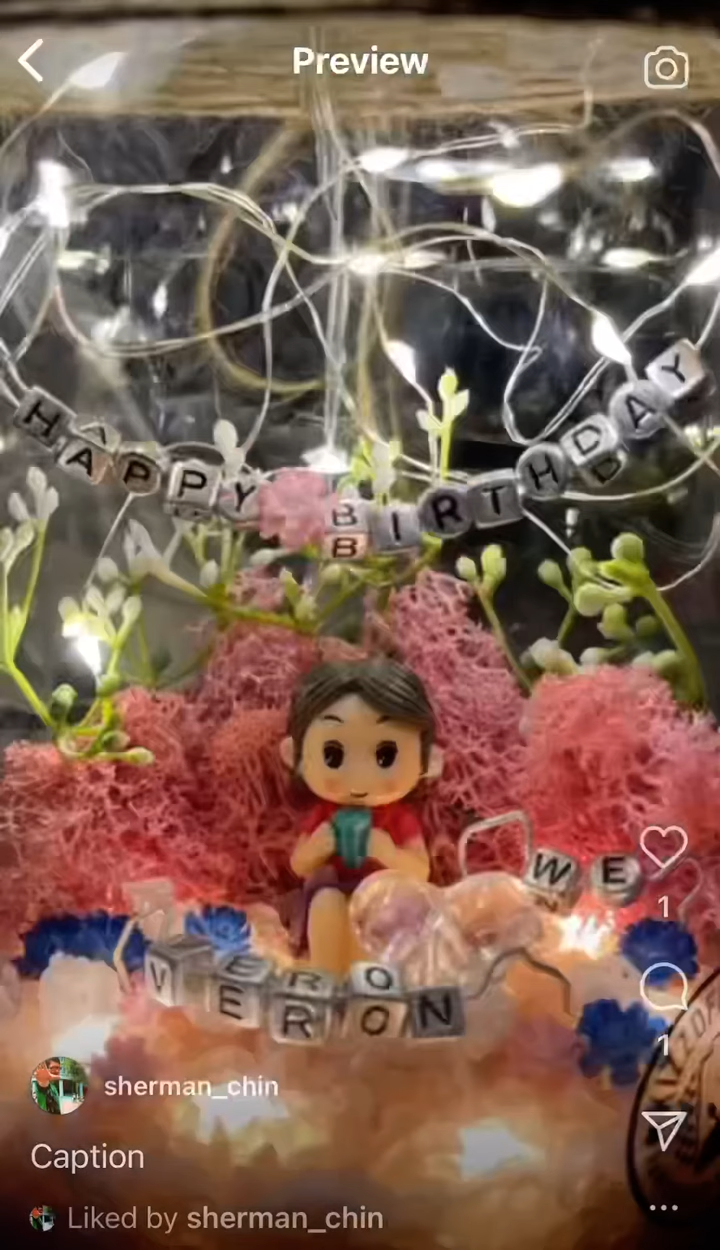 Preview
HAPPY BIRTHDAY
WE
1
VERON
1
sherman_chin
Caption
Liked by sherman_chin